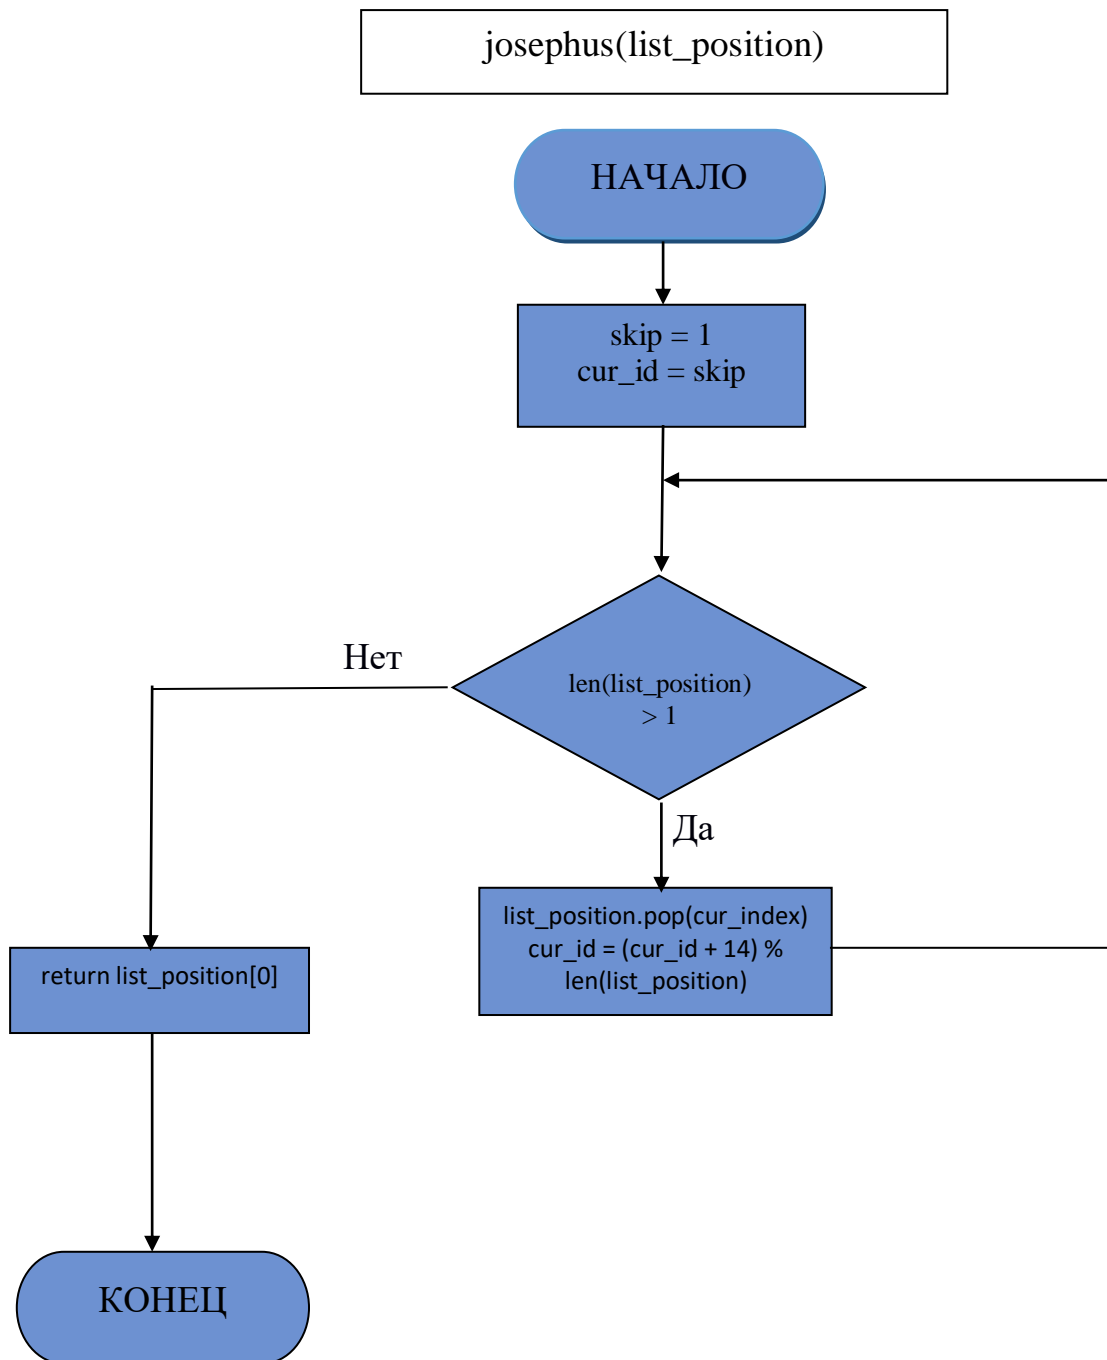 josephus(list_position)
НАЧАЛО
skip = 1
cur_id = skip
Нет
len(list_position)
> 1
Да
list_position.pop(cur_index)
cur_id = (cur_id + 14) %
len(list_position)
return list_position[0]
КОНЕЦ